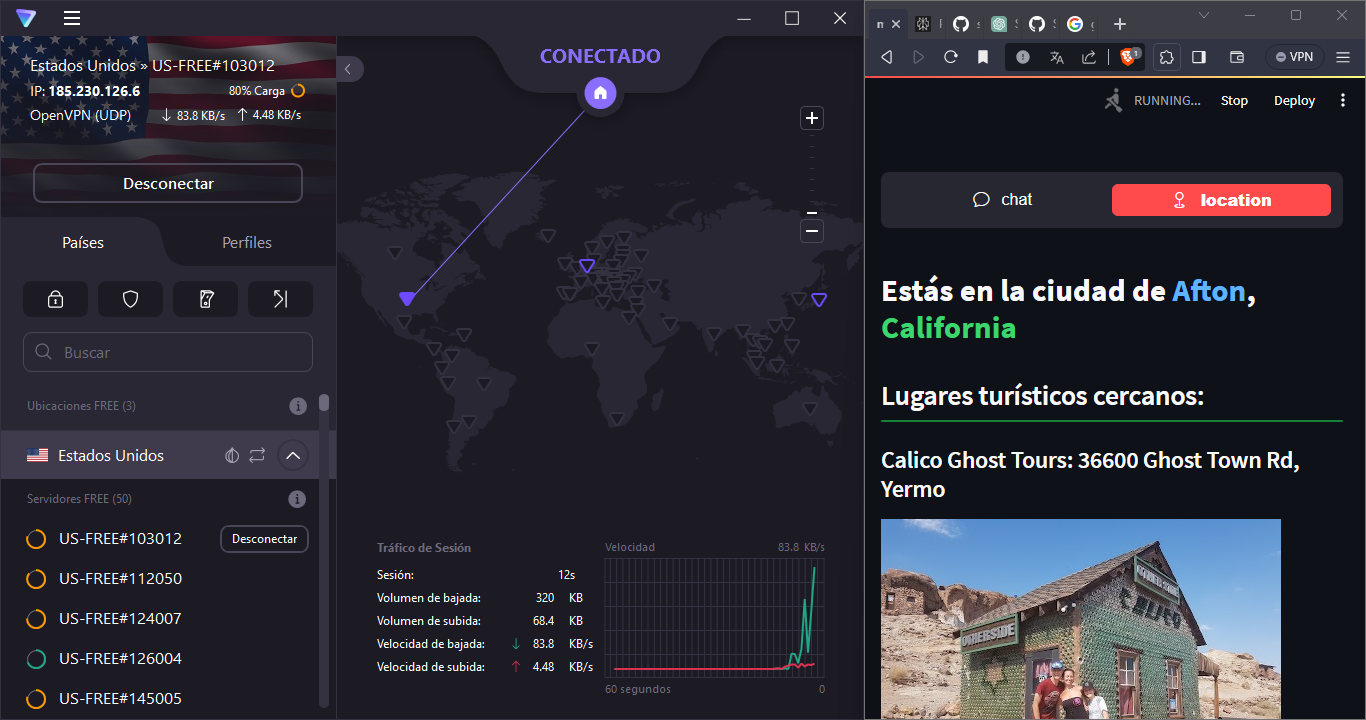 Estados Unidos » US-FREE#103012
IP: 185.230.126.6
80% Carga
OpenVPN (UDP)
83.8 KB/s
4.48 KB/s
Desconectar
Países
Perfiles
Buscar
Ubicaciones FREE (3)
Estados Unidos
Servidores FREE (50)
US-FREE#103012
Desconectar
US-FREE#112050
US-FREE#124007
US-FREE#126004
US-FREE#145005
CONECTADO
Tráfico de Sesión
Sesión: 12s
Volumen de bajada: 320 KB
Volumen de subida: 68.4 KB
Velocidad de bajada: 83.8 KB/s
Velocidad de subida: 4.48 KB/s
Velocidad 83.8 KB/s
60 segundos 0
1
VPN
RUNNING...
Stop
Deploy
chat
location
Estás en la ciudad de Afton,
California
Lugares turísticos cercanos:
Calico Ghost Tours: 36600 Ghost Town Rd,
Yermo